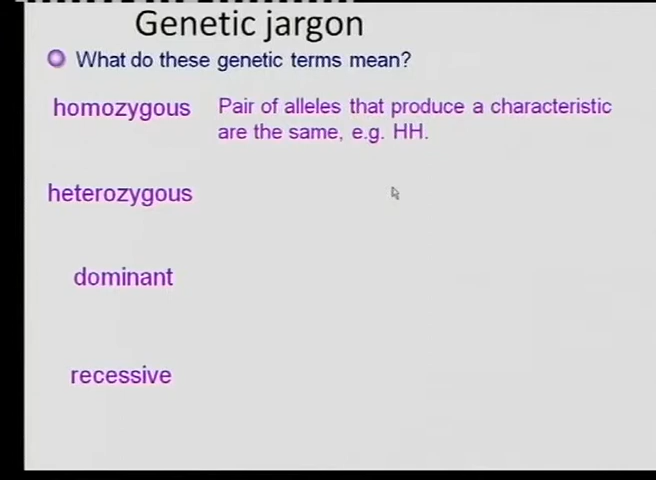 Genetic jargon
What do these genetic terms mean?
homozygous Pair of alleles that produce a characteristic
are the same, e.g. HH.
heterozygous
dominant
recessive